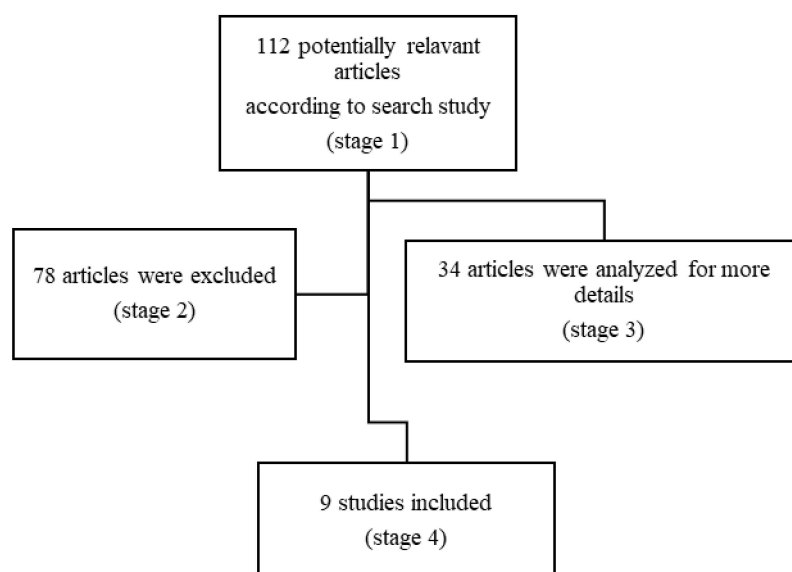 112 potentially relavant
articles
according to search study
(stage 1)
78 articles were excluded
(stage 2)
34 articles were analyzed for more
details
(stage 3)
9 studies included
(stage 4)